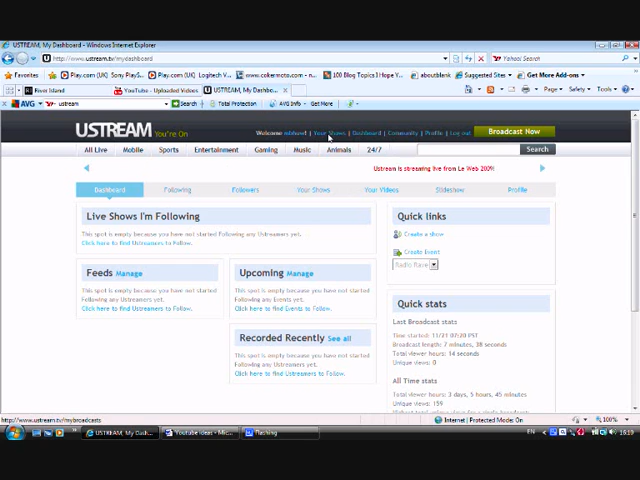 USTREAM, My Dashboard - Windows Internet Explorer
http://www.ustream.tv/mydashboard
Yahoo! Search
Favorites
Play.com (UK) Sony PlaySt...
Play.com (UK) Logitech V...
www.cokermoto.com - n...
100 Blog Topics I Hope Y...
aboutblank
Suggested Sites
Get More Add-ons
River Island
YouTube - Uploaded Videos
USTREAM, My Dashbo...
Page
Safety
Tools
AVG
ustream
Search
Total Protection
AVG Info
Get More
USTREAM You're On
Welcome
Your Shows | Dashboard | Community | Profile | Log out
Broadcast Now
All Live
Mobile
Sports
Entertainment
Gaming
Music
Animals
24/7
Search
Ustream is streaming live from Le Web 2009!
Dashboard
Following
Followers
Your Shows
Your Videos
Slideshow
Profile
Live Shows I'm Following
This spot is empty because you have not started Following any Ustreamers yet.
Click here to find Ustreamers to Follow.
Feeds Manage
This spot is empty because you have not started
Following any Ustreamers yet.
Click here to find Ustreamers to Follow.
Upcoming Manage
This spot is empty because you have not started
Following any Events yet.
Click here to find Events to Follow.
Recorded Recently See all
This spot is empty because you have not started
Following any Ustreamers yet.
Click here to find Ustreamers to Follow.
Quick links
Create a show
Create Event
Radio Rave
Quick stats
Last Broadcast stats
Time started: 11/21 07:20 PST
Broadcast length: 7 minutes, 38 seconds
Total viewer hours: 14 seconds
Unique views: 0
All Time stats
Total viewer hours: 3 days, 5 hours, 45 minutes
Unique views: 159
http://www.ustream.tv/mybroadcasts
Internet | Protected Mode: On
100%
USTREAM, My Dash...
Youtube ideas - Micr...
Flashing
EN
16:19